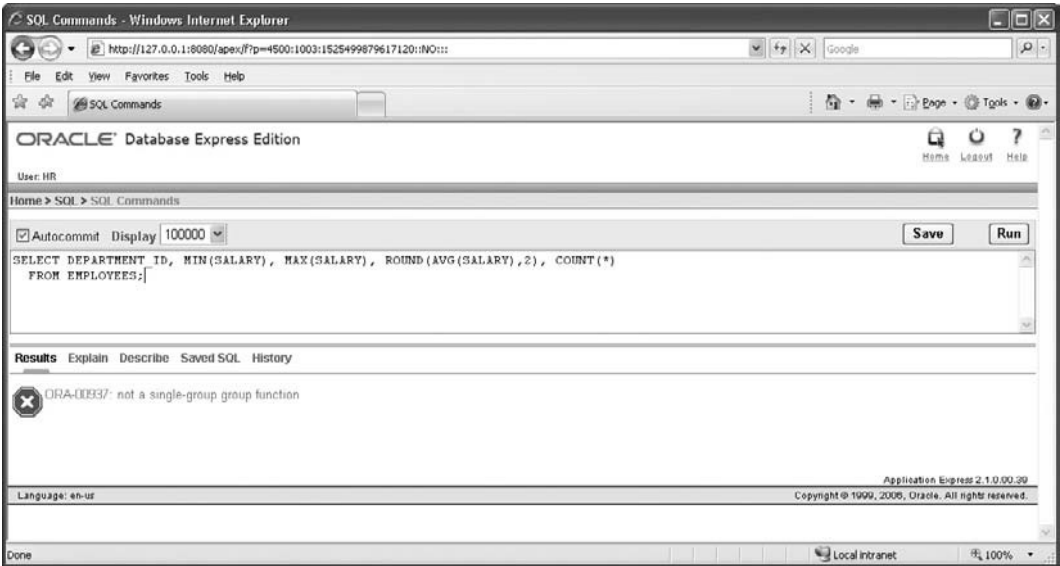 SQL Commands - Windows Internet Explorer
http://127.0.0.1:8080/apex/f?p=4500:1003:1525499879617120::NO:::
Google
File Edit View Favorites Tools Help
SQL Commands
Page Tools
ORACLE Database Express Edition
Home Logout Help
User: HR
Home > SQL > SQL Commands
Autocommit Display 100000 Save Run
SELECT DEPARTMENT_ID, MIN(SALARY), MAX(SALARY), ROUND(AVG(SALARY),2), COUNT(*)
FROM EMPLOYEES;
Results Explain Describe Saved SQL History
ORA-00937: not a single-group group function
Application Express 2.1.0.00.39
Language: en-us Copyright © 1999, 2006, Oracle. All rights reserved.
Done Local intranet 100%